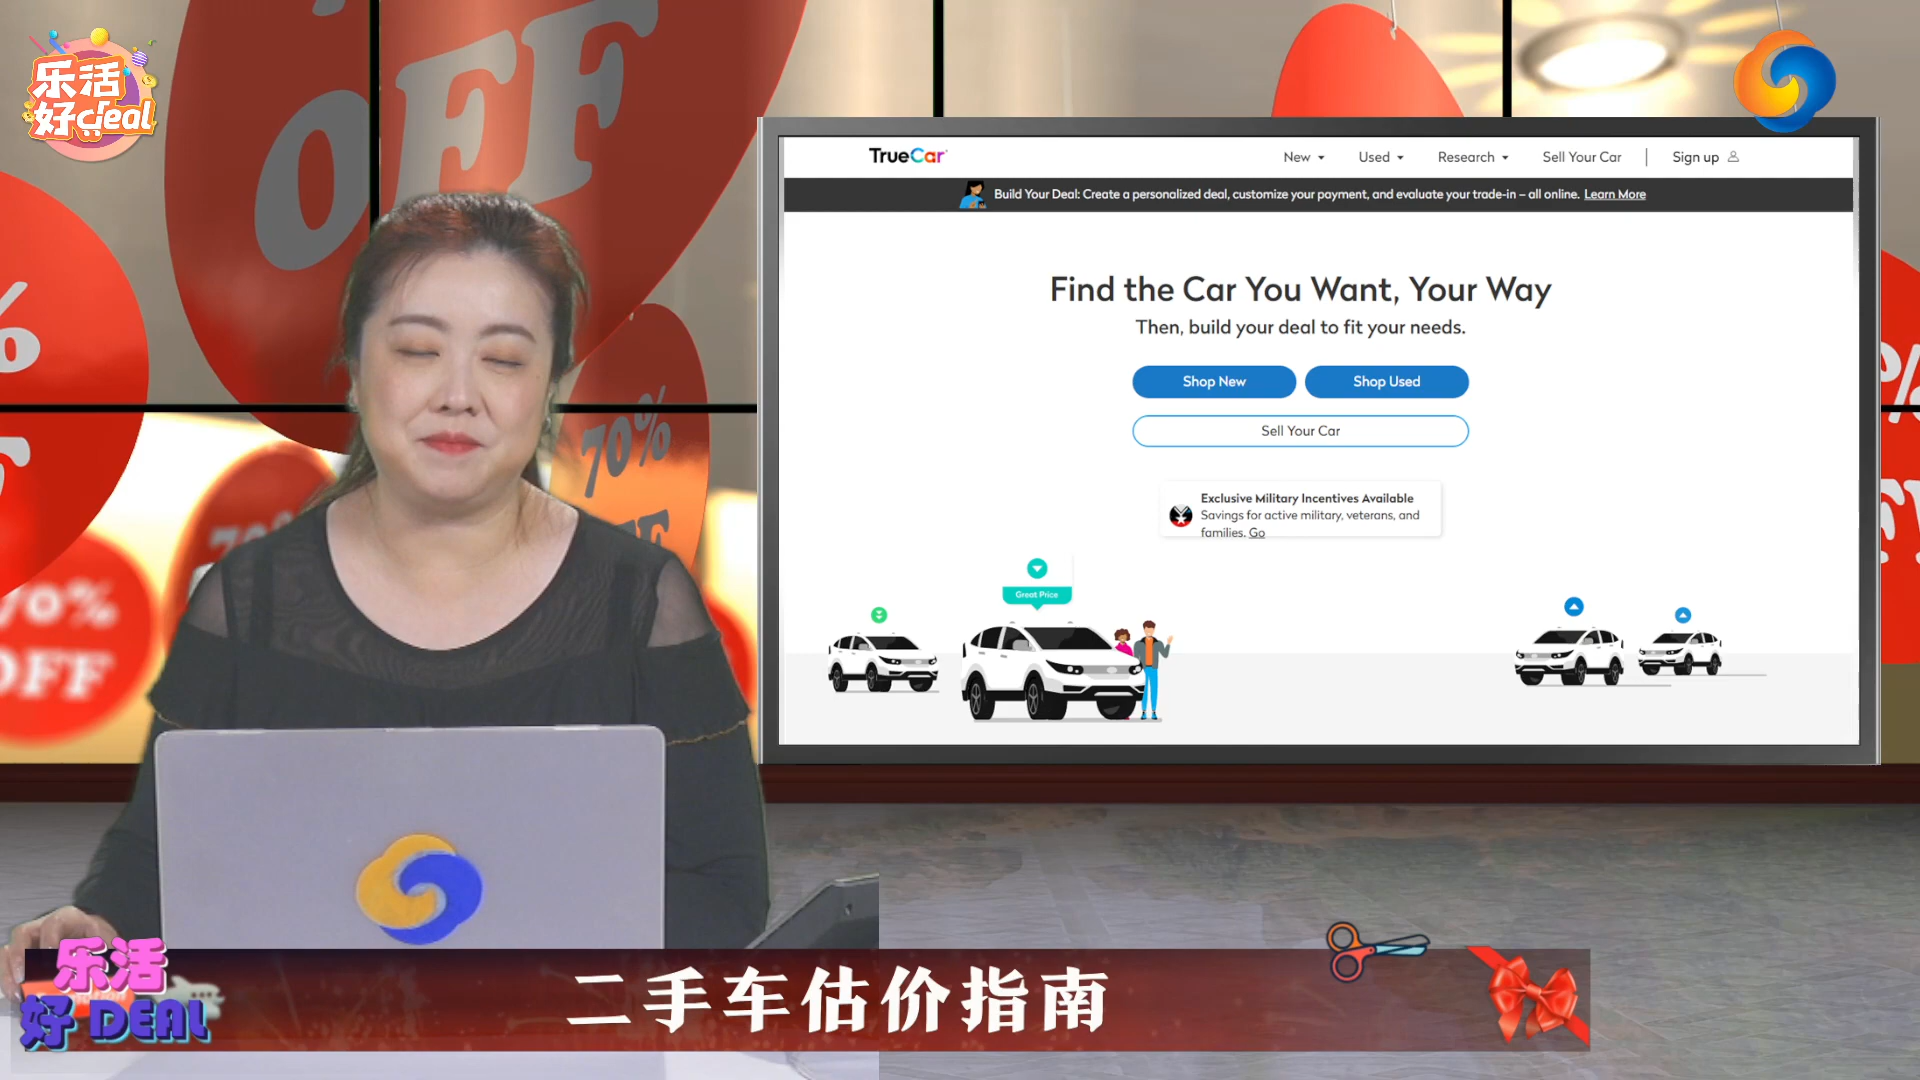 乐活
好deal
OFF
%
70%
OFF
70%
OFF
TrueCar
New
Used
Research
Sell Your Car
Sign up
Build Your Deal: Create a personalized deal, customize your payment, and evaluate your trade-in – all online. Learn More
Find the Car You Want, Your Way
Then, build your deal to fit your needs.
Shop New
Shop Used
Sell Your Car
Exclusive Military Incentives Available
Savings for active military, veterans, and
families. Go
Great Price
乐活
好 DEAL
二手车估价指南